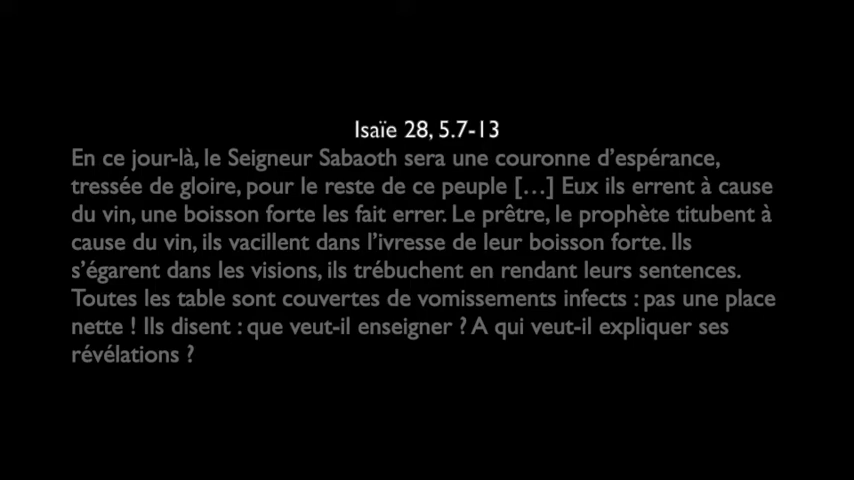 Isaïe 28, 5.7-13
En ce jour-là, le Seigneur Sabaoth sera une couronne d’espérance,
tressée de gloire, pour le reste de ce peuple […] Eux ils errent à cause
du vin, une boisson forte les fait errer. Le prêtre, le prophète titubent à
cause du vin, ils vacillent dans l’ivresse de leur boisson forte. Ils
s’égarent dans les visions, ils trébuchent en rendant leurs sentences.
Toutes les table sont couvertes de vomissements infects : pas une place
nette ! Ils disent : que veut-il enseigner ? A qui veut-il expliquer ses
révélations ?